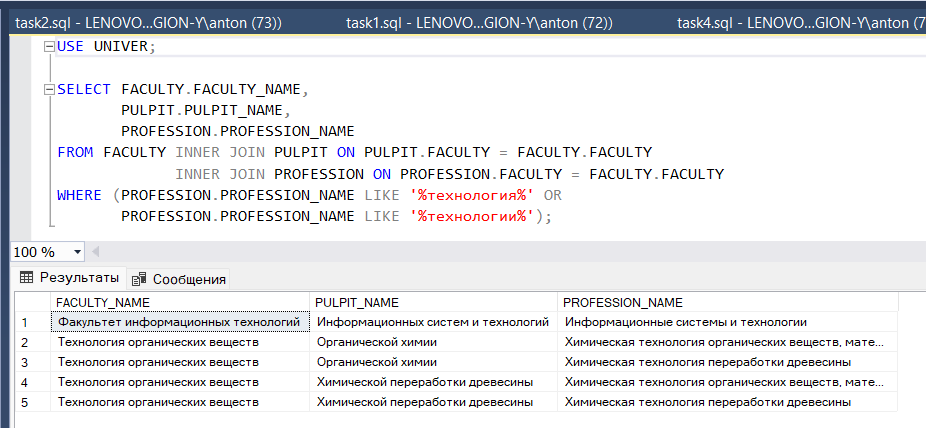 task2.sql - LENOVO...GION-Y\anton (73)) task1.sql - LENOVO...GION-Y\anton (72)) task4.sql - LENOVO...GION-Y\anton (7
USE UNIVER;
SELECT FACULTY.FACULTY_NAME,
PULPIT.PULPIT_NAME,
PROFESSION.PROFESSION_NAME
FROM FACULTY INNER JOIN PULPIT ON PULPIT.FACULTY = FACULTY.FACULTY
INNER JOIN PROFESSION ON PROFESSION.FACULTY = FACULTY.FACULTY
WHERE (PROFESSION.PROFESSION_NAME LIKE '%технология%' OR
PROFESSION.PROFESSION_NAME LIKE '%технологии%');
100 %
Результаты Сообщения
FACULTY_NAME PULPIT_NAME PROFESSION_NAME
1 Факультет информационных технологий Информационных систем и технологий Информационные системы и технологии
2 Технология органических веществ Органической химии Химическая технология органических веществ, мате...
3 Технология органических веществ Органической химии Химическая технология переработки древесины
4 Технология органических веществ Химической переработки древесины Химическая технология органических веществ, мате...
5 Технология органических веществ Химической переработки древесины Химическая технология переработки древесины